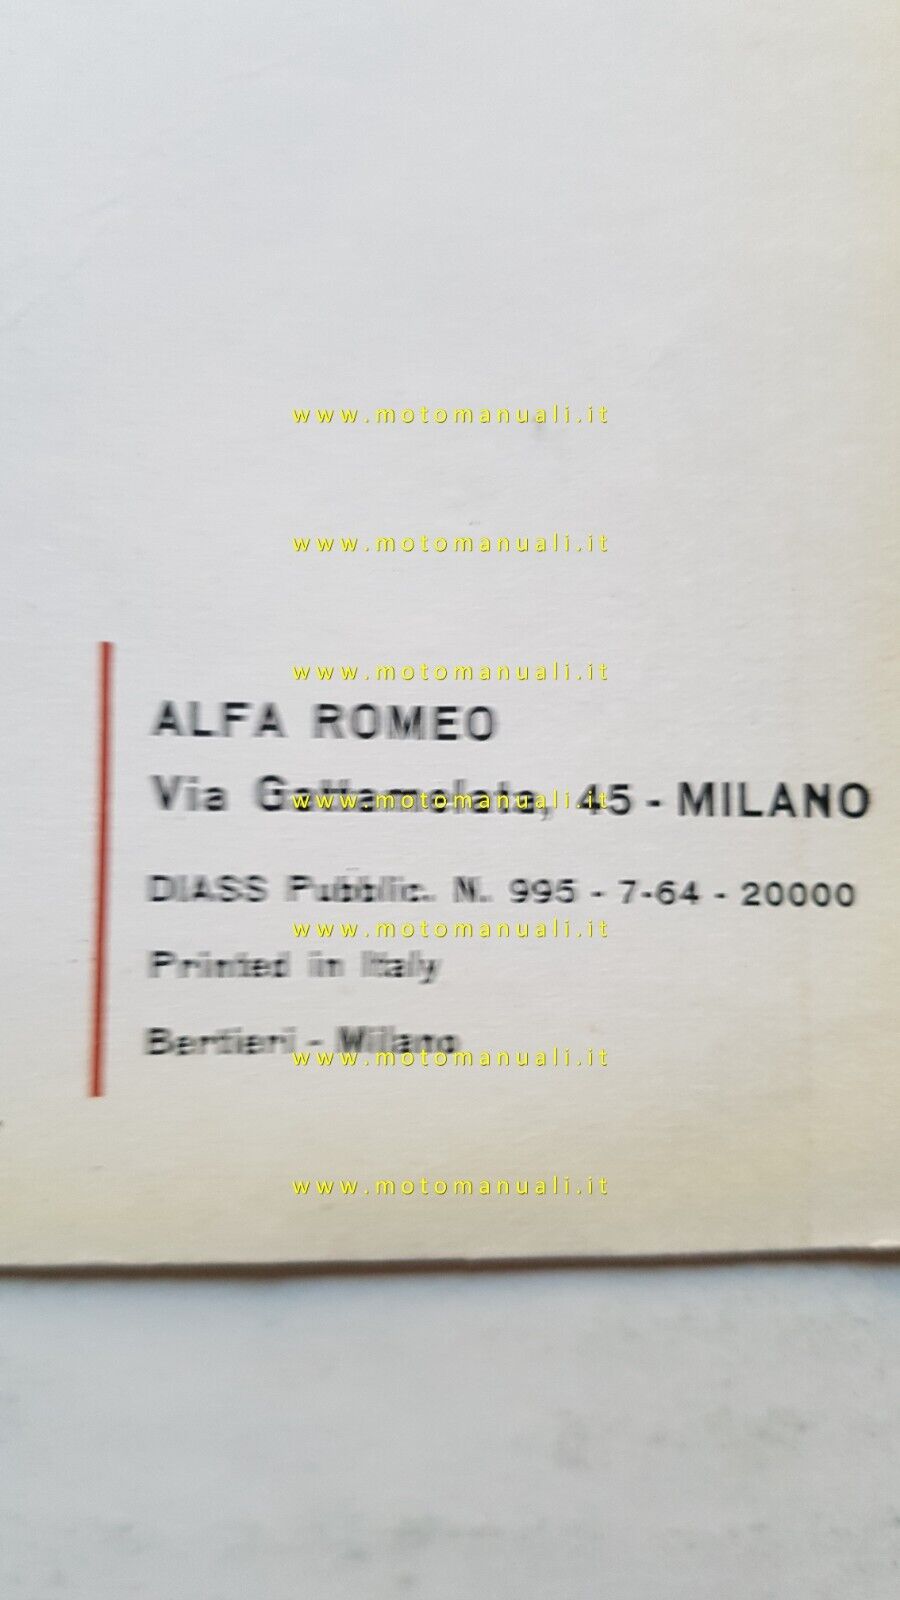 www.motomanuali.it
www.motomanuali.it
www.motomanuali.it
ALFA ROMEO
Via Gattamelata, 45 - MILANO
www.motomanuali.it
DIASS Pubblic. N. 995 - 7-64 - 20000
www.motomanuali.it
Printed in Italy
Bertieri - Milano
www.motomanuali.it
www.motomanuali.it